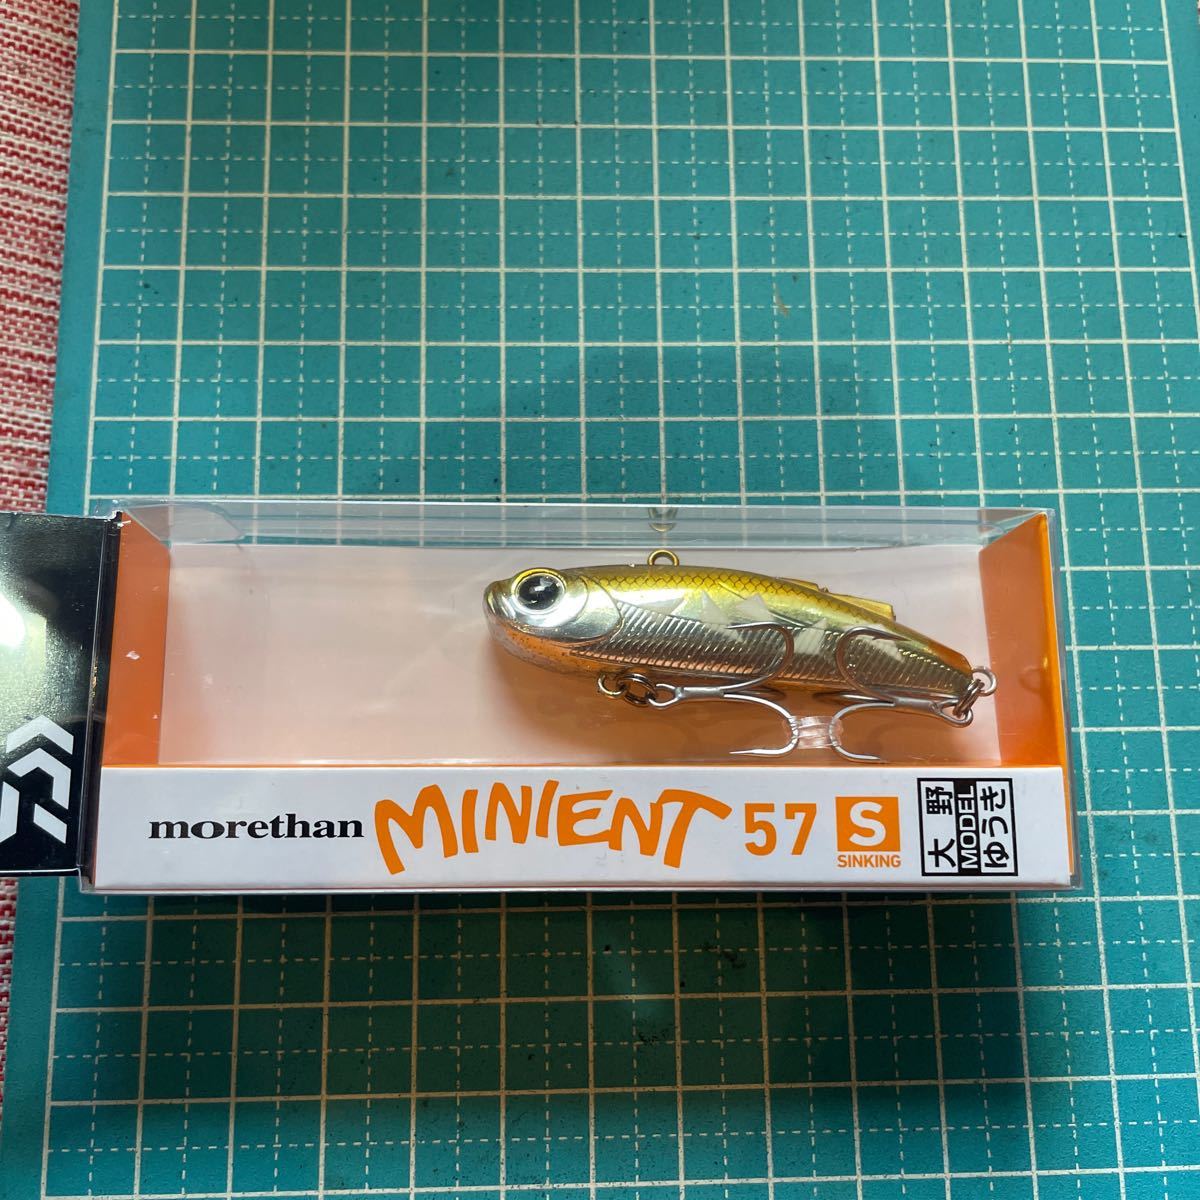 morethan MINIENT 57 S
SINKING
大野
MODEL
ゆうき